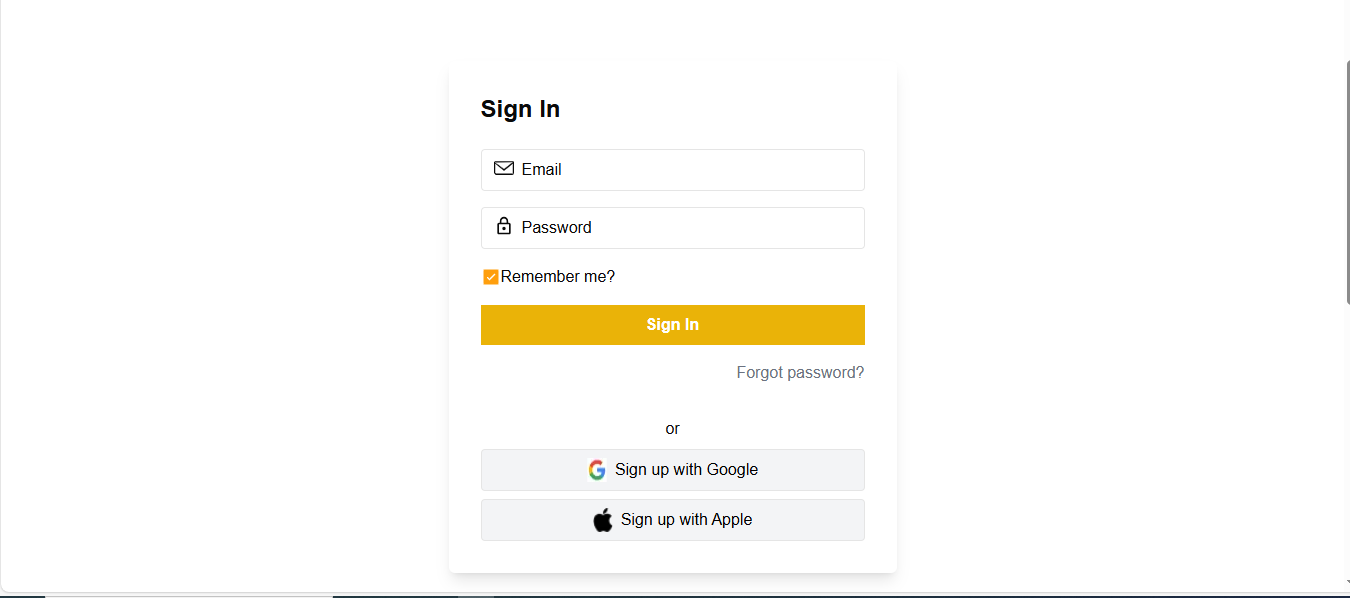 Sign In
Email
Password
Remember me?
Sign In
Forgot password?
or
Sign up with Google
Sign up with Apple